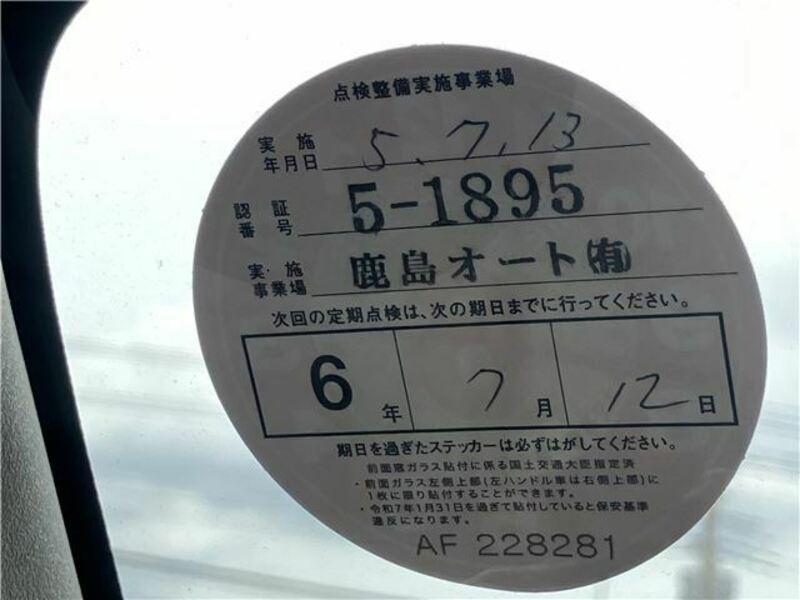 点検整備実施事業場
実施年月日 5.7.13
認証番号 5-1895
実施事業場 鹿島オート㈲
次回の定期点検は、次の期日までに行ってください。
6年 7月 12日
期日を過ぎたステッカーは必ずはがしてください。
前面窓ガラス貼付に係る国土交通大臣指定済
・前面ガラス左側上部(左ハンドル車は右側上部)に
1枚に限り貼付することができます。
・令和7年1月31日を過ぎて貼付していると保安基準
違反になります。
AF 228281